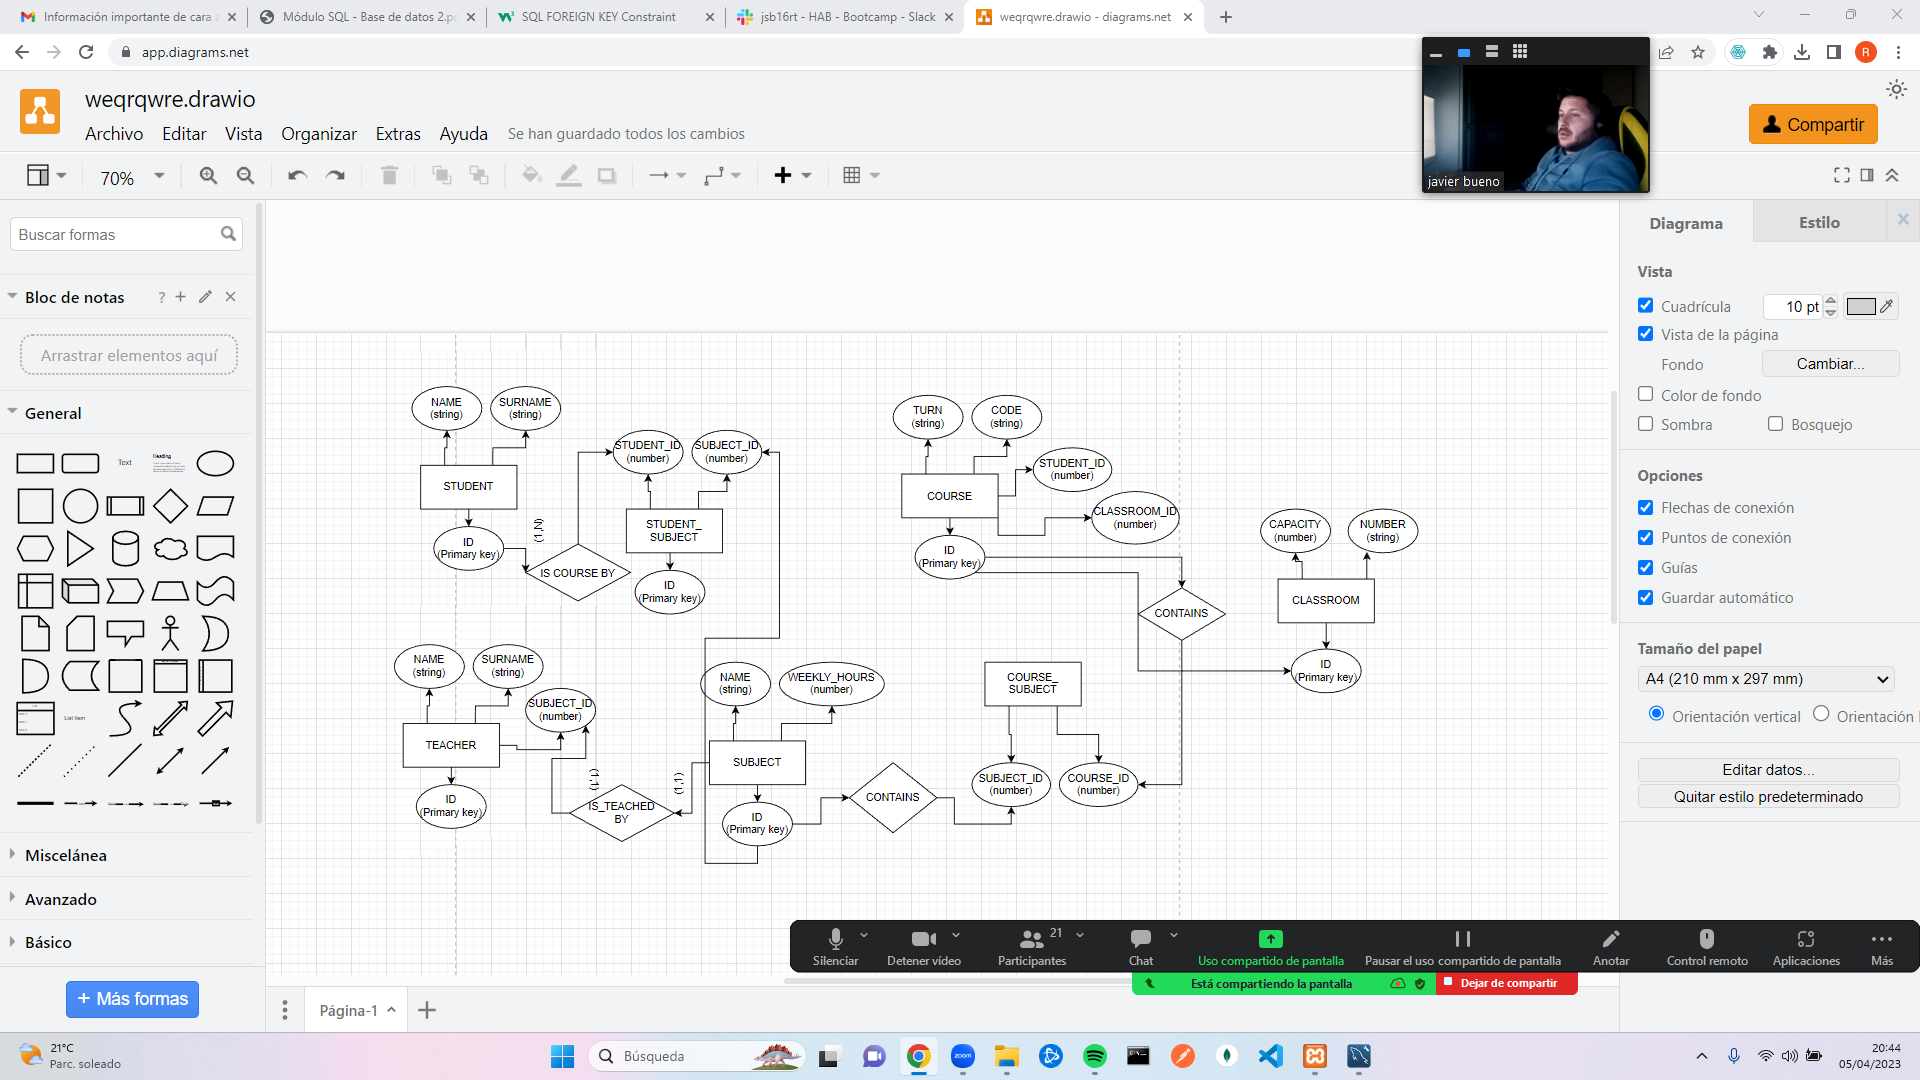 Información importante de cara a
Módulo SQL - Base de datos 2.pd
SQL FOREIGN KEY Constraint
jsb16rt - HAB - Bootcamp - Slack
weqrqwre.drawio - diagrams.net
app.diagrams.net
R
weqrqwre.drawio
Archivo
Editar
Vista
Organizar
Extras
Ayuda
Se han guardado todos los cambios
Compartir
javier bueno
70%
Buscar formas
Bloc de notas
?
Arrastrar elementos aquí
General
Text
Heading
List Item
Misceláneа
Avanzado
Básico
+ Más formas
NAME
(string)
SURNAME
(string)
STUDENT
ID
(Primary key)
(1,N)
IS COURSE BY
STUDENT_ID
(number)
SUBJECT_ID
(number)
STUDENT_
SUBJECT
ID
(Primary key)
TURN
(string)
CODE
(string)
STUDENT_ID
(number)
CLASSROOM_ID
(number)
COURSE
ID
(Primary key)
CONTAINS
CAPACITY
(number)
NUMBER
(string)
CLASSROOM
ID
(Primary key)
NAME
(string)
SURNAME
(string)
SUBJECT_ID
(number)
TEACHER
ID
(Primary key)
(1,1)
IS_TEACHED
BY
(1,1)
NAME
(string)
WEEKLY_HOURS
(number)
SUBJECT
ID
(Primary key)
CONTAINS
COURSE_
SUBJECT
SUBJECT_ID
(number)
COURSE_ID
(number)
Diagrama
Estilo
Vista
Cuadrícula
10 pt
Vista de la página
Fondo
Cambiar...
Color de fondo
Sombra
Bosquejo
Opciones
Flechas de conexión
Puntos de conexión
Guías
Guardar automático
Tamaño del papel
A4 (210 mm x 297 mm)
Orientación vertical
Orientación
Editar datos...
Quitar estilo predeterminado
Silenciar
Detener vídeo
21
Participantes
Chat
Uso compartido de pantalla
Pausar el uso compartido de pantalla
Anotar
Control remoto
Aplicaciones
Más
Está compartiendo la pantalla
Dejar de compartir
Página-1
21°C
Parc. soleado
Búsqueda
zoom
20:44
05/04/2023